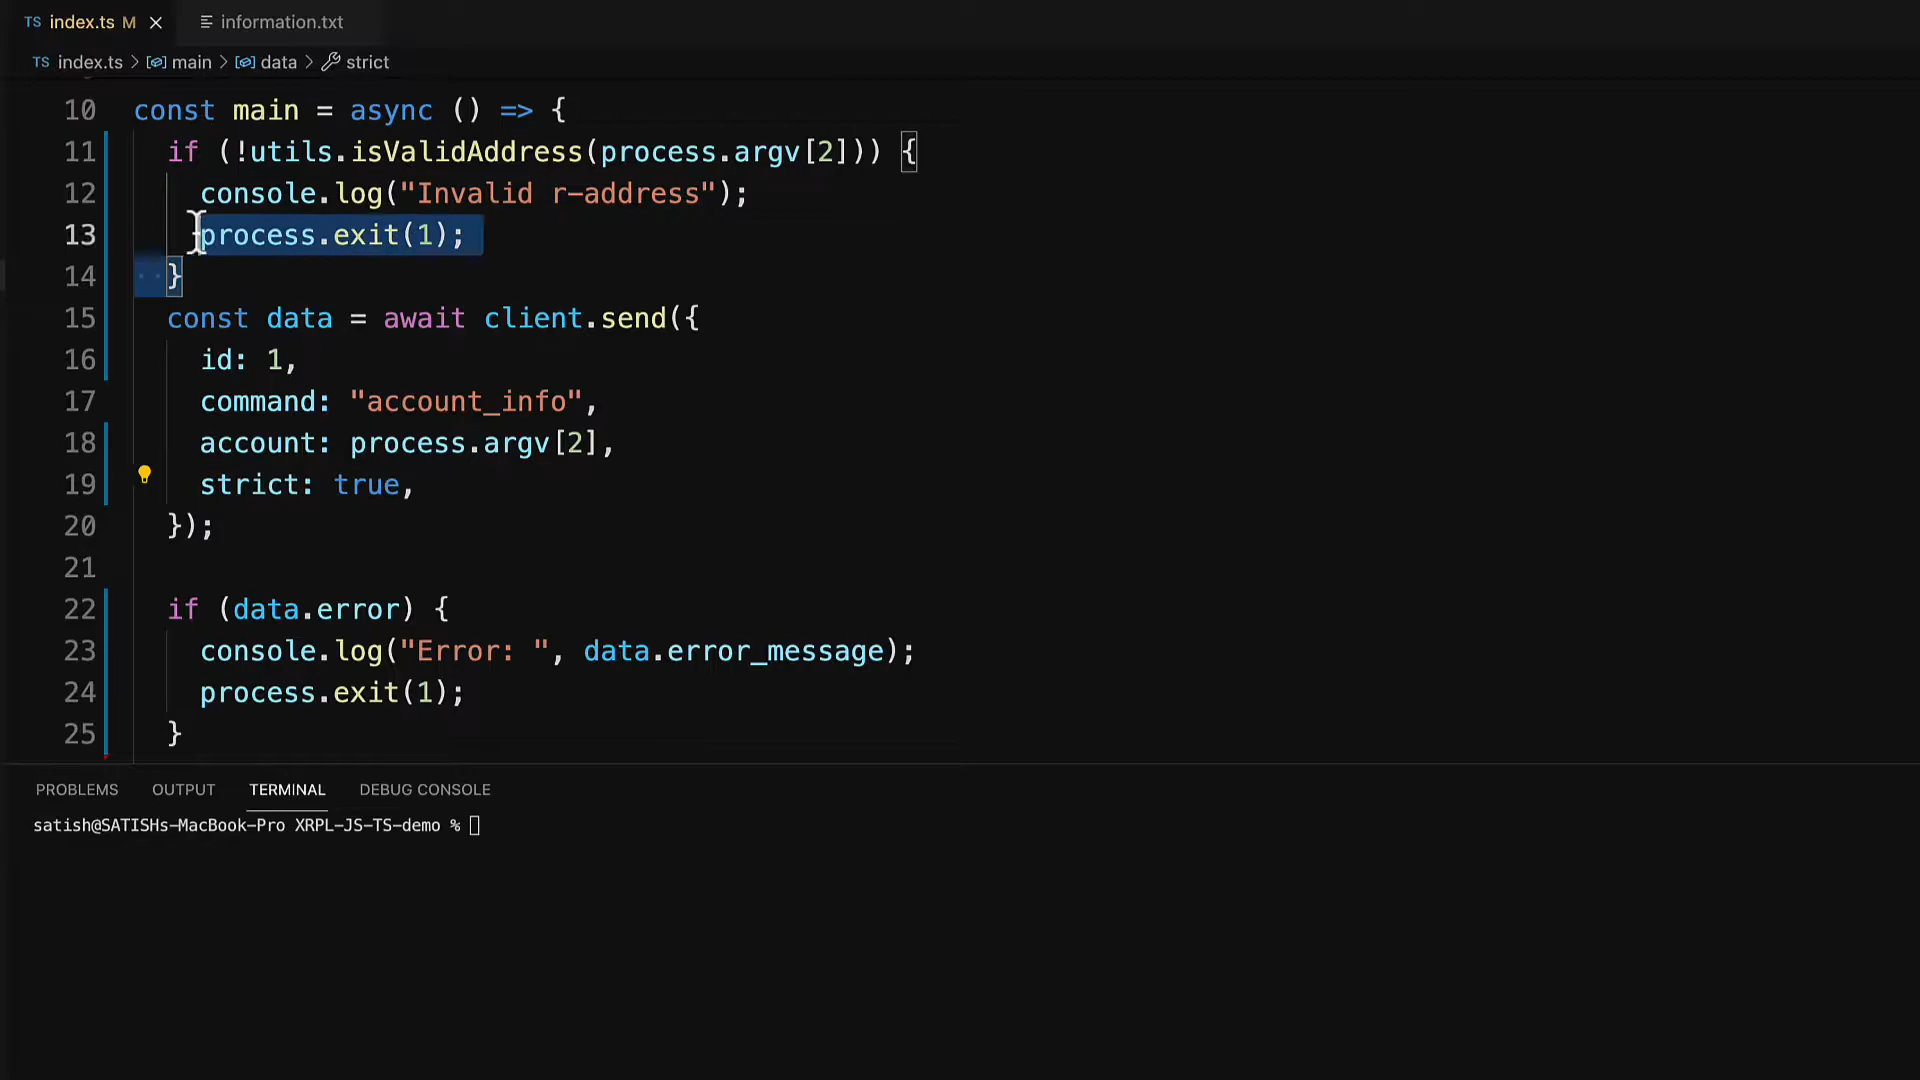 TS index.ts M ×
information.txt
TS index.ts > main > data > strict
10 const main = async () => {
11 if (!utils.isValidAddress(process.argv[2])) {
12 console.log("Invalid r-address");
13 process.exit(1);
14 }
15 const data = await client.send({
16 id: 1,
17 command: "account_info",
18 account: process.argv[2],
19 strict: true,
20 });
21
22 if (data.error) {
23 console.log("Error: ", data.error_message);
24 process.exit(1);
25 }
PROBLEMS OUTPUT TERMINAL DEBUG CONSOLE
satish@SATISHs-MacBook-Pro XRPL-JS-TS-demo %